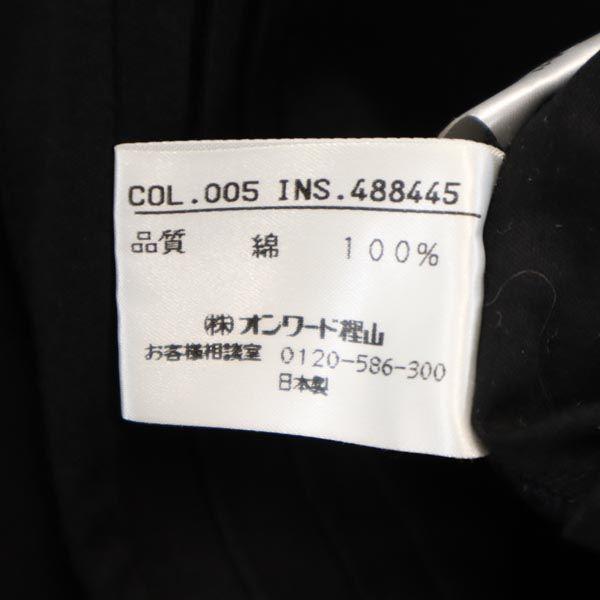 COL.005 INS.488445
品質 綿 100%
㈱オンワード樫山
お客様相談室 0120-586-300
日本製